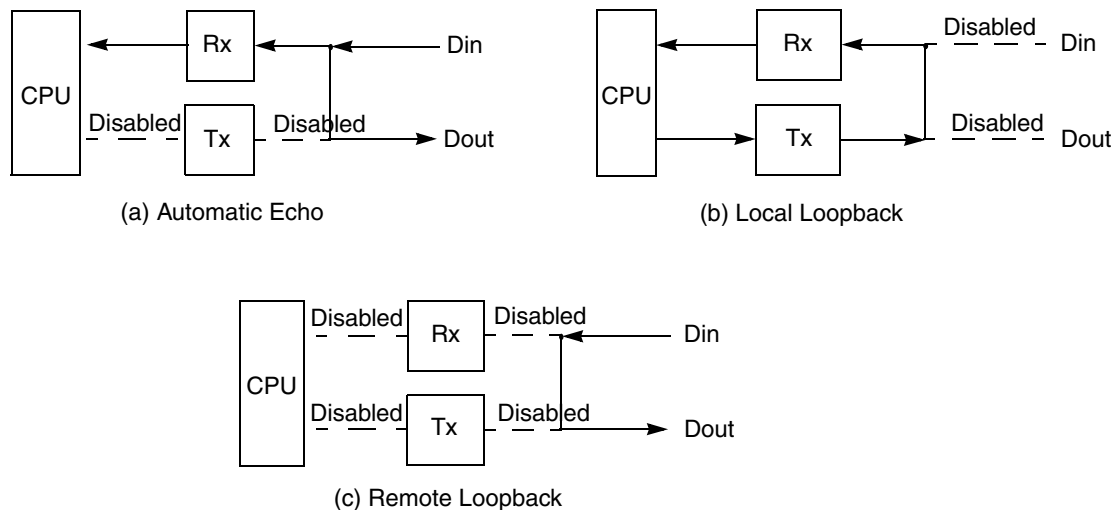 CPU
Rx
Din
Disabled
Tx
Disabled
Dout
(a) Automatic Echo
CPU
Rx
Disabled
Din
Tx
Disabled
Dout
(b) Local Loopback
CPU
Disabled
Rx
Disabled
Din
Disabled
Tx
Disabled
Dout
(c) Remote Loopback